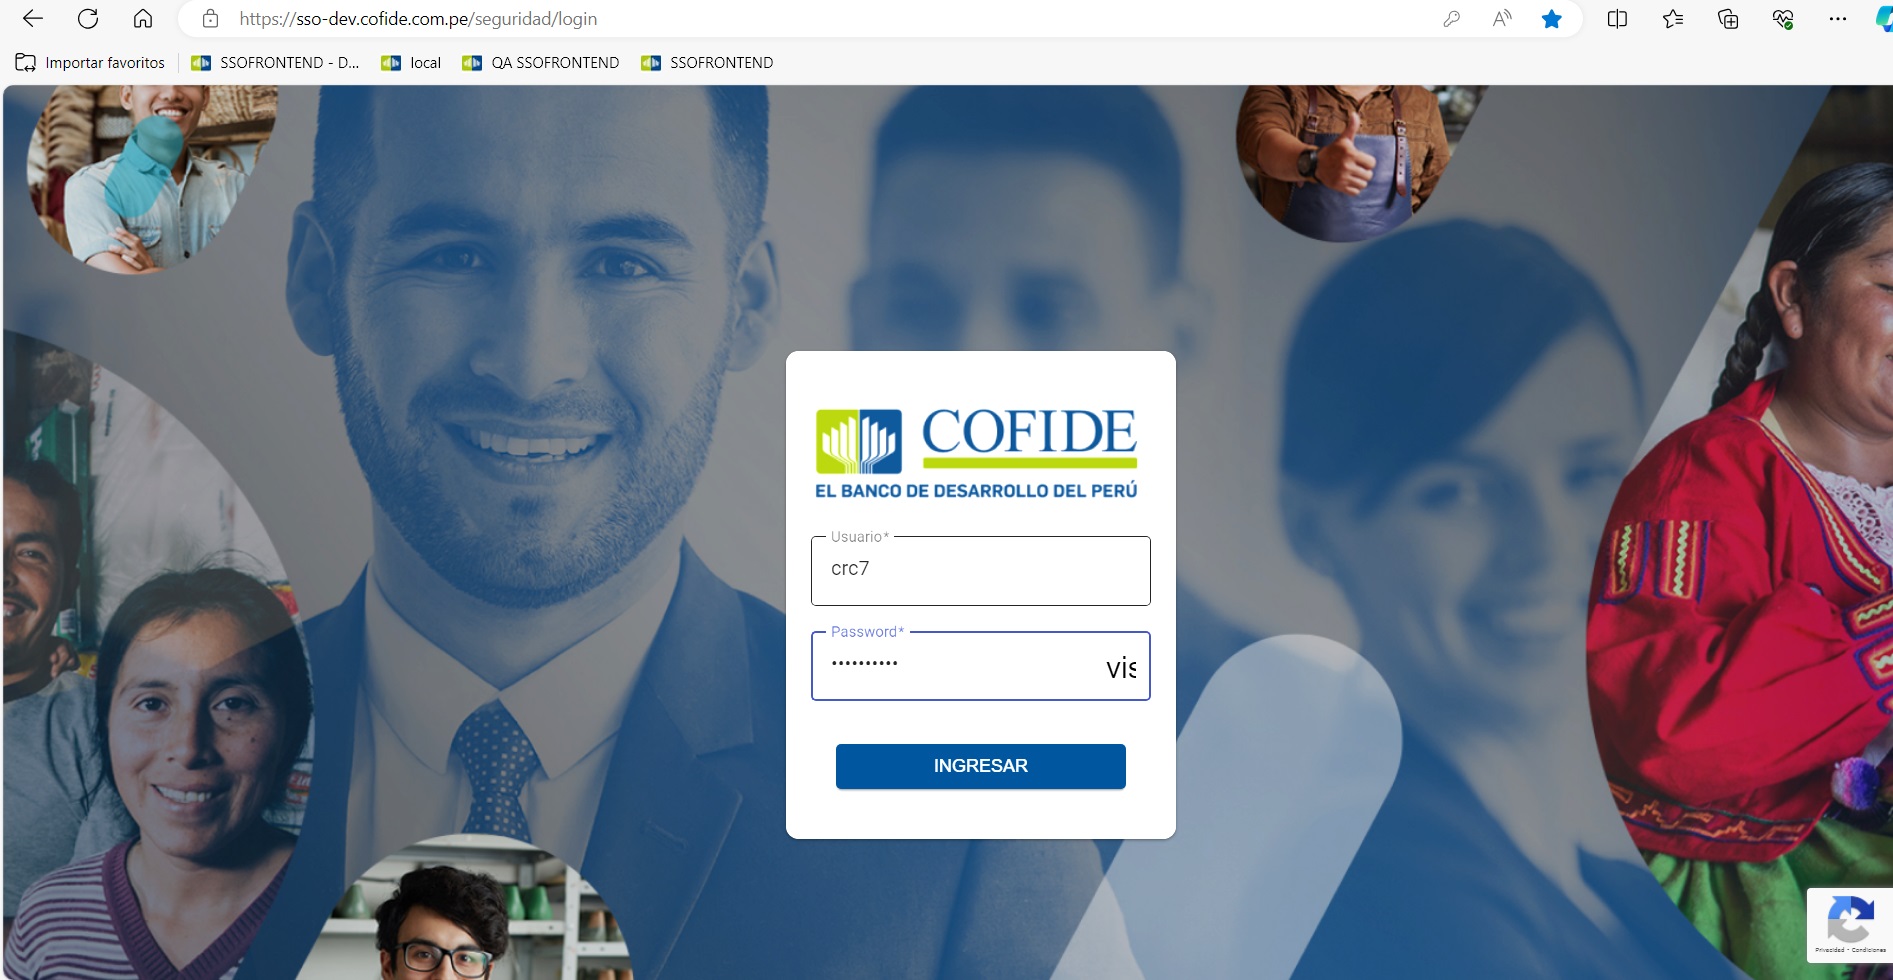 https://sso-dev.cofide.com.pe/seguridad/login
Importar favoritos
SSOFRONTEND - D...
local
QA SSOFRONTEND
SSOFRONTEND
COFIDE
EL BANCO DE DESARROLLO DEL PERÚ
Usuario*
crc7
Password*
••••••••••
vis
INGRESAR
Privacidad - Condiciones